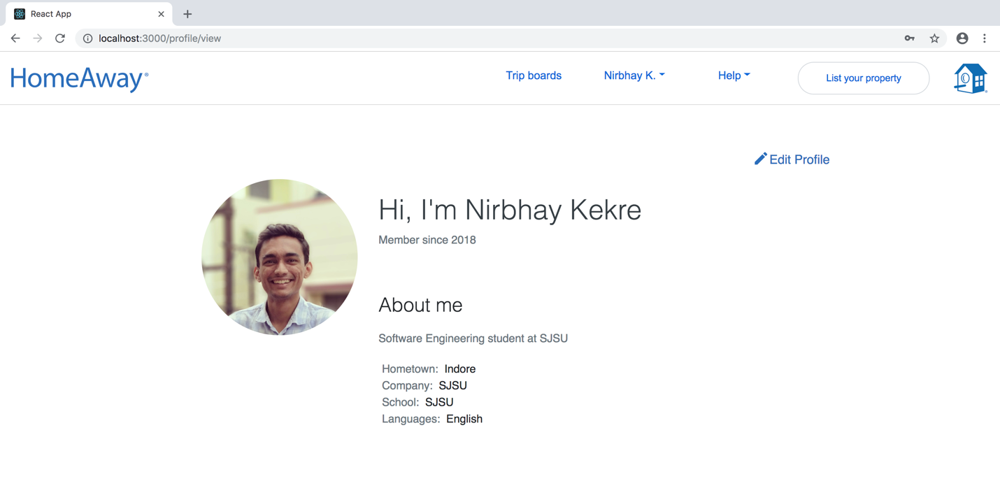 React App
localhost:3000/profile/view
HomeAway®
Trip boards
Nirbhay K.
Help
List your property
Edit Profile
Hi, I'm Nirbhay Kekre
Member since 2018
About me
Software Engineering student at SJSU
Hometown: Indore
Company: SJSU
School: SJSU
Languages: English